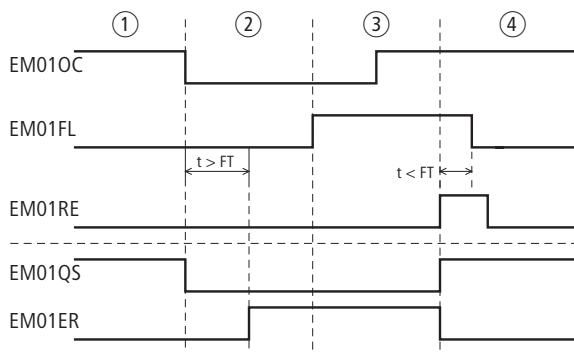 ① ② ③ ④
EM01OC
EM01FL
t > FT
t < FT
EM01RE
EM01QS
EM01ER